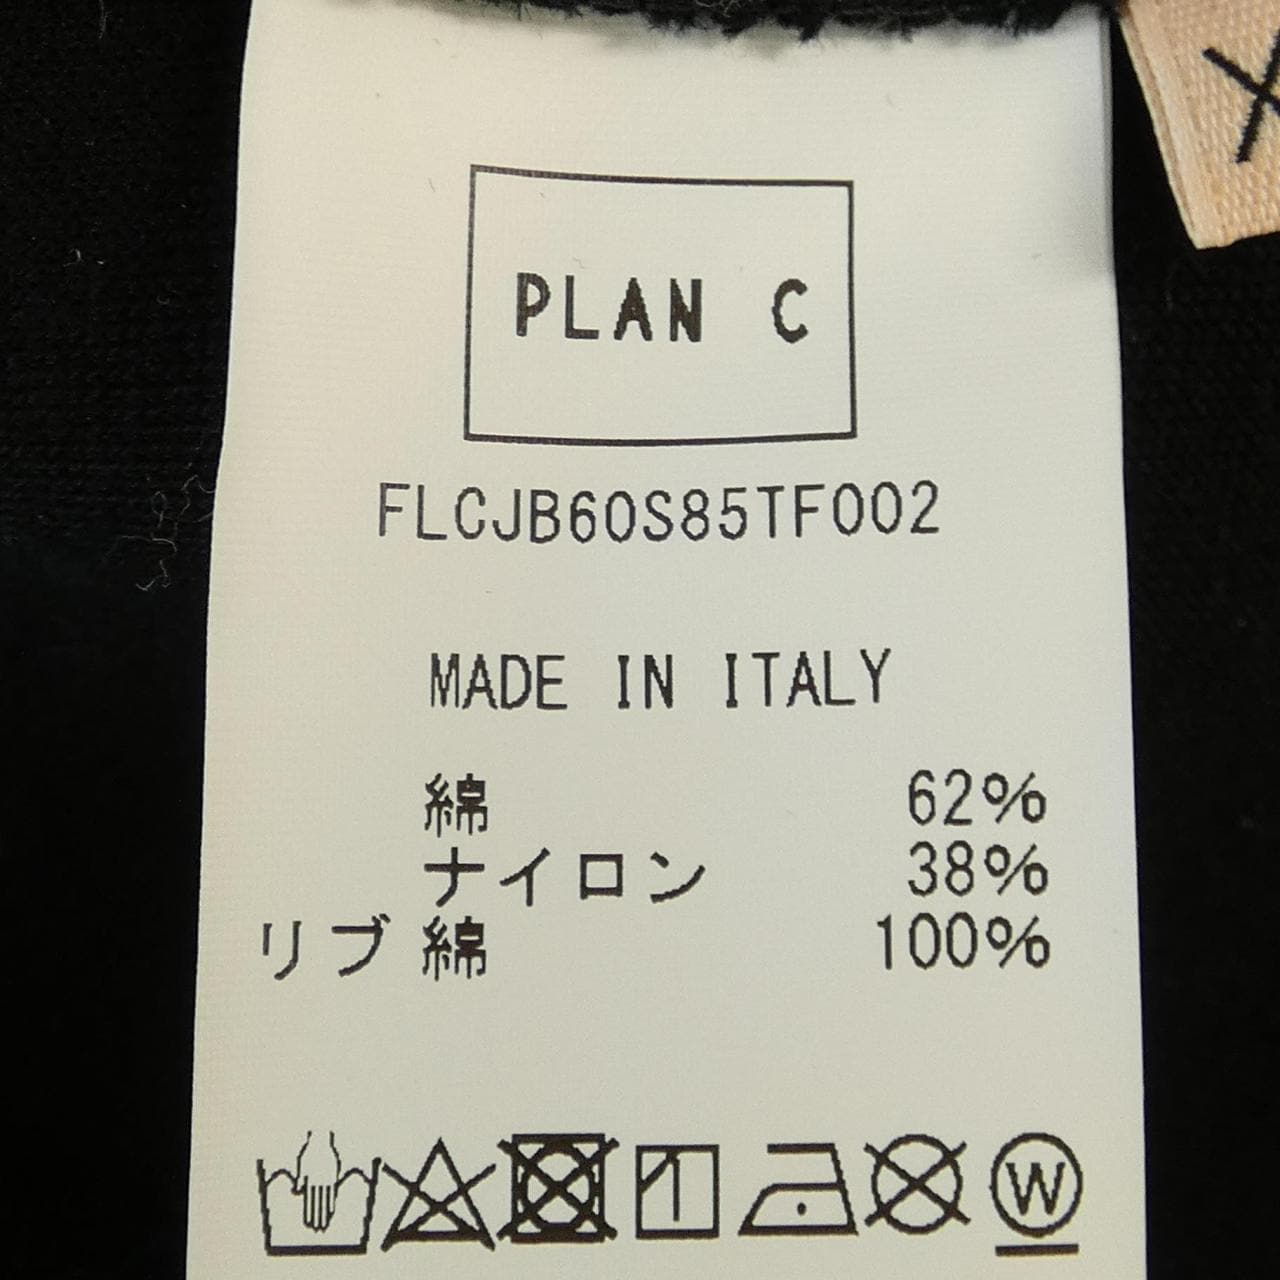 PLAN C
FLCJB60S85TF002
MADE IN ITALY
綿 62%
ナイロン 38%
リブ 綿 100%
W